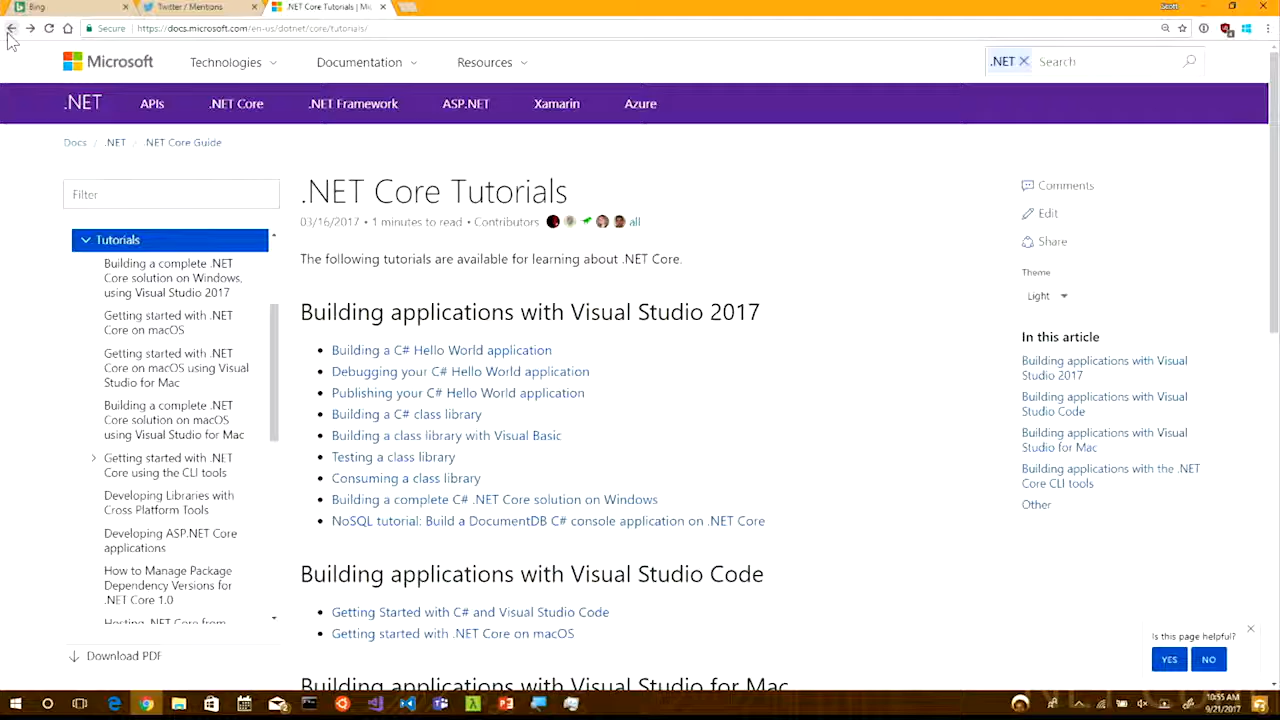 Bing
Twitter / Mentions
.NET Core Tutorials | Mi
Scott
Secure
https://docs.microsoft.com/en-us/dotnet/core/tutorials/
Microsoft
Technologies
Documentation
Resources
.NET
Search
.NET
APIs
.NET Core
.NET Framework
ASP.NET
Xamarin
Azure
Docs / .NET / .NET Core Guide
Filter
Tutorials
Building a complete .NET
Core solution on Windows,
using Visual Studio 2017
Getting started with .NET
Core on macOS
Getting started with .NET
Core on macOS using Visual
Studio for Mac
Building a complete .NET
Core solution on macOS
using Visual Studio for Mac
Getting started with .NET
Core using the CLI tools
Developing Libraries with
Cross Platform Tools
Developing ASP.NET Core
applications
How to Manage Package
Dependency Versions for
.NET Core 1.0
Hosting .NET Core from
Download PDF
.NET Core Tutorials
03/16/2017 • 1 minutes to read • Contributors all
The following tutorials are available for learning about .NET Core.
Building applications with Visual Studio 2017
• Building a C# Hello World application
• Debugging your C# Hello World application
• Publishing your C# Hello World application
• Building a C# class library
• Building a class library with Visual Basic
• Testing a class library
• Consuming a class library
• Building a complete C# .NET Core solution on Windows
• NoSQL tutorial: Build a DocumentDB C# console application on .NET Core
Building applications with Visual Studio Code
• Getting Started with C# and Visual Studio Code
• Getting started with .NET Core on macOS
Building applications with Visual Studio for Mac
Comments
Edit
Share
Theme
Light
In this article
Building applications with Visual
Studio 2017
Building applications with Visual
Studio Code
Building applications with Visual
Studio for Mac
Building applications with the .NET
Core CLI tools
Other
Is this page helpful?
YES
NO
10:55 AM
9/21/2017